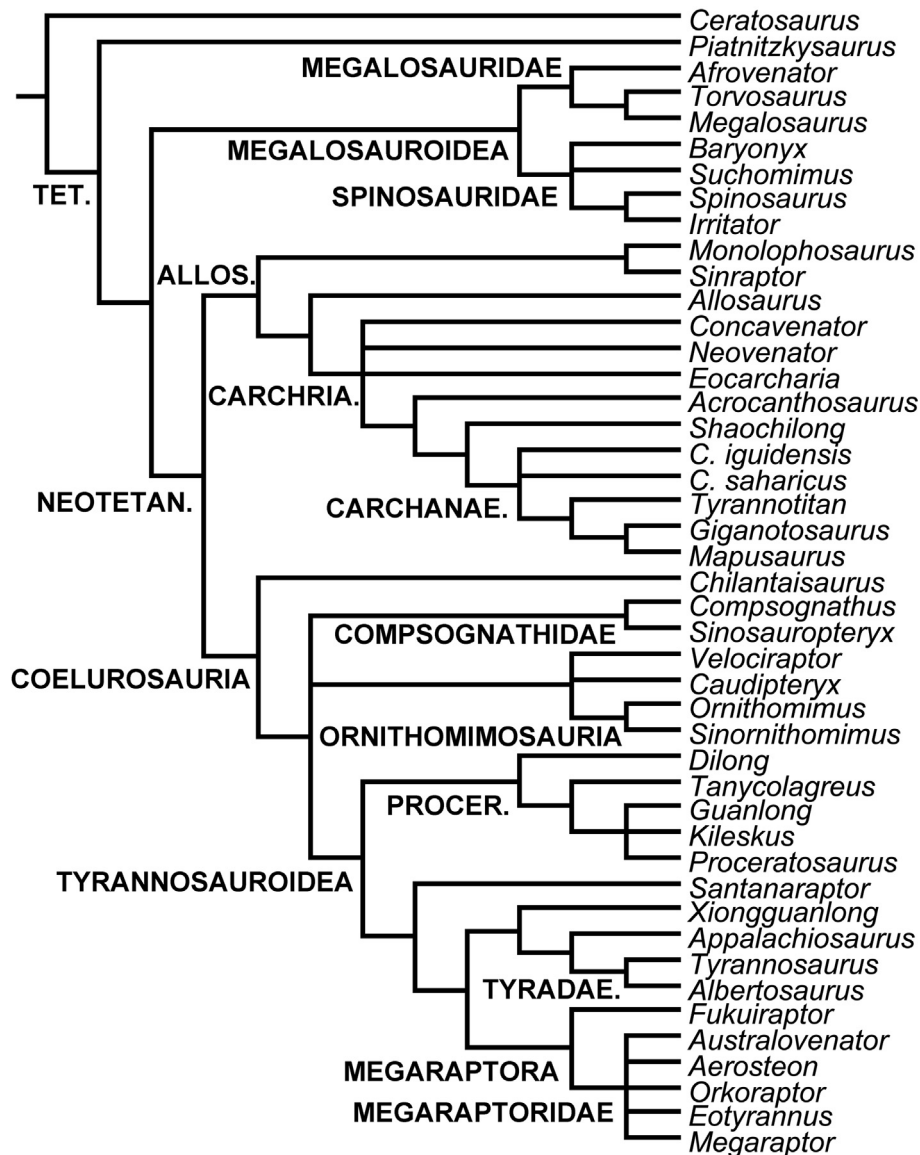 Ceratosaurus
Piatnitzkysaurus
MEGALOSAURIDAE
Afrovenator
Torvosaurus
Megalosaurus
MEGALOSAUROIDEA
Baryonyx
Suchomimus
TET.
SPINOSAURIDAE
Spinosaurus
Irritator
Monolophosaurus
ALLOS.
Sinraptor
Allosaurus
Concavenator
Neovenator
Eocarcharia
CARCHRIA.
Acrocanthosaurus
Shaochilong
C. iguidensis
C. saharicus
NEOTETAN.
CARCHANAE.
Tyrannotitan
Giganotosaurus
Mapusaurus
Chilantaisaurus
Compsognathus
COMPSOGNATHIDAE
Sinosauropteryx
Velociraptor
COELUROSAURIA
Caudipteryx
Ornithomimus
ORNITHOMIMOSAURIA
Sinornithomimus
Dilong
Tanycolagreus
PROCER.
Guanlong
Kileskus
Proceratosaurus
TYRANNOSAUROIDEA
Santanaraptor
Xiongguanlong
Appalachiosaurus
Tyrannosaurus
TYRADAE.
Albertosaurus
Fukuiraptor
Australovenator
MEGARAPTORA
Aerosteon
Orkoraptor
MEGARAPTORIDAE
Eotyrannus
Megaraptor